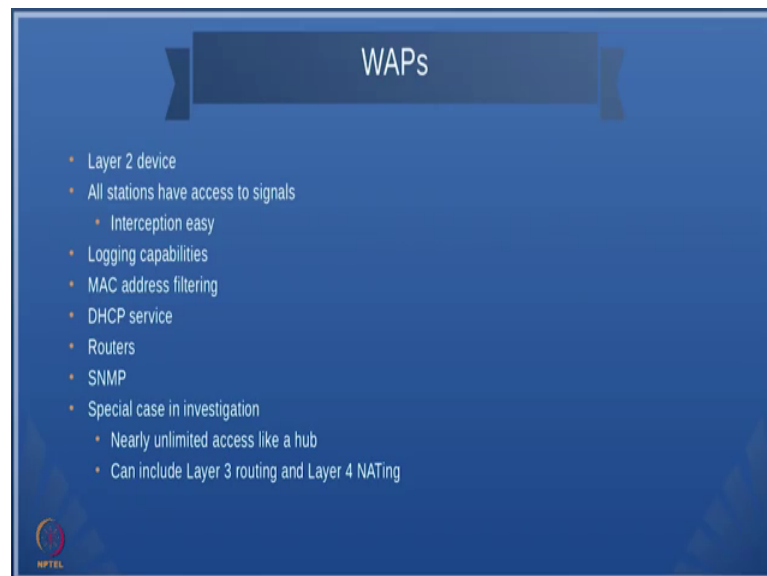 WAPs
• Layer 2 device
• All stations have access to signals
• Interception easy
• Logging capabilities
• MAC address filtering
• DHCP service
• Routers
• SNMP
• Special case in investigation
• Nearly unlimited access like a hub
• Can include Layer 3 routing and Layer 4 NATing
NPTEL